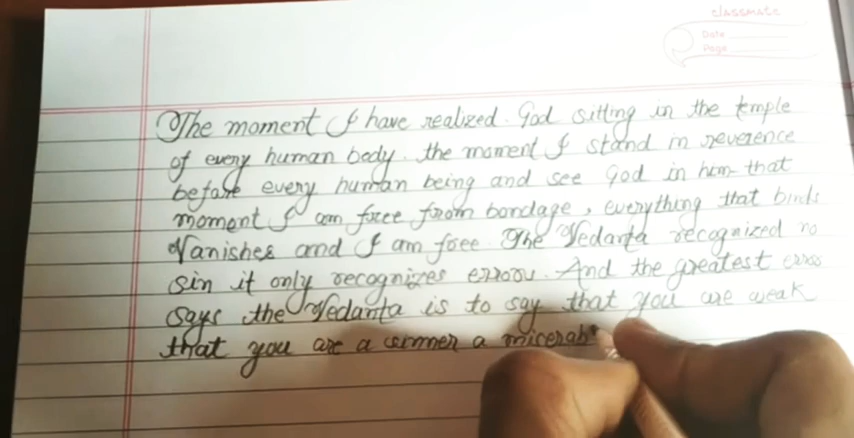 classmate
Date
Page
The moment I have realized God sitting in the temple
of every human body. the moment I stand in reverence
before every human being and see god in him - that
moment I am free from bondage, everything that binds
Vanishes and I am free. The Vedanta recognized no
sin it only recognizes error. And the greatest error
says the Vedanta is to say that you are weak
that you are a sinner a miserab